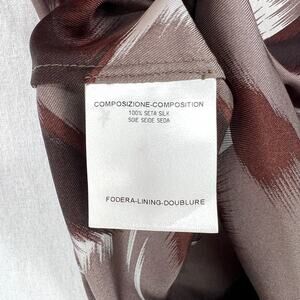 COMPOSIZIONE-COMPOSITION
100% SETA SILK
SOIE SEIDE SEDA
FODERA-LINING-DOUBLURE